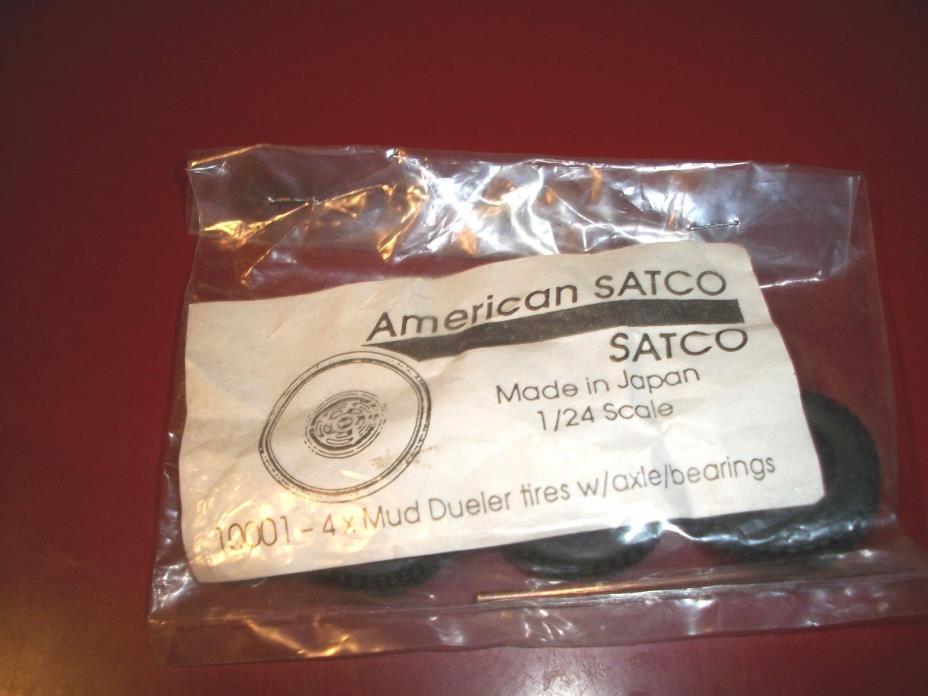 American SATCO
SATCO
Made in Japan
1/24 Scale
10001 - 4 x Mud Dueler tires w/axle/bearings